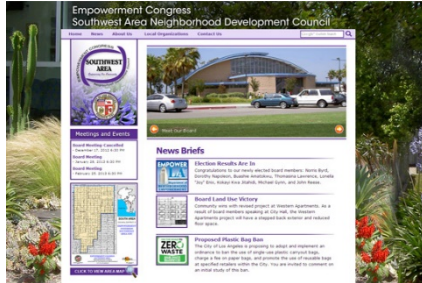 Empowerment Congress
Southwest Area Neighborhood Development Council
Home News About Us Local Organizations Contact Us
SOUTHWEST
AREA
Meetings and Events
Board Meeting Cancelled
Board Meeting
Board Meeting
Meet our Board
News Briefs
EMPOWER
Election Results Are In
Congratulations to our newly elected board members: Norris Burd,
Board Land Use Victory
Community wins with revised project at Western Apartments. As a
result of board members speaking at City Hall, the Western
Apartments project will have a stepped back exterior and reduced
floor space.
ZERO
WASTE
Proposed Plastic Bag Ban
The City of Los Angeles is proposing to adopt and implement an
ordinance to ban the use of single-use plastic carryout bags,
charge a fee on paper bags, and promote the use of reusable bags
at specified retailers within the City. You are invited to comment on
an initial study of this ban.
CLICK TO VIEW AREA MAP